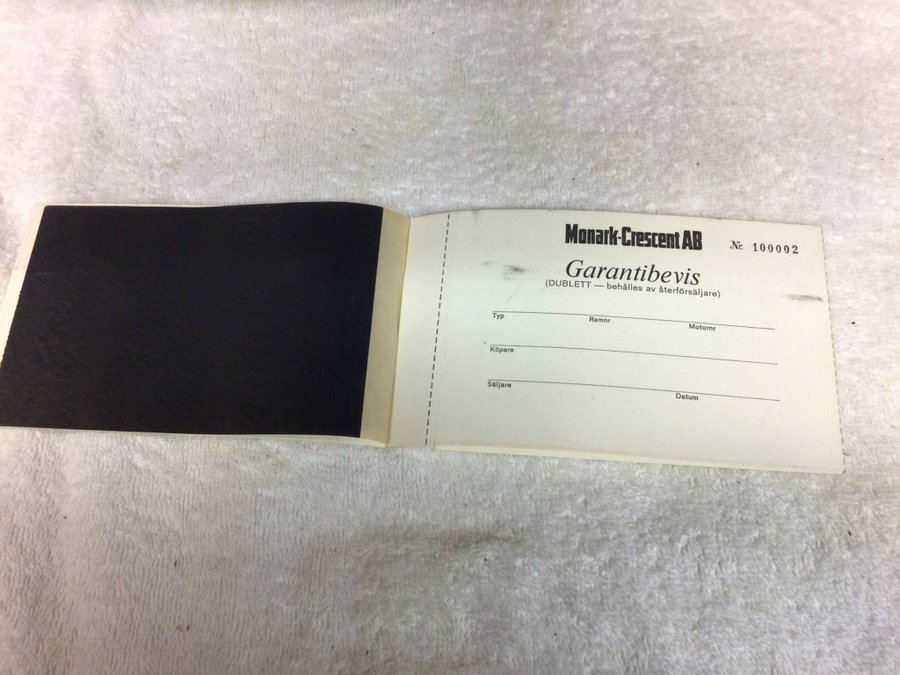 Monark-Crescent AB
Nr. 100002
Garantibevis
(DUBLETT — behålles av återförsäljare)
Typ Ramnr Motornr
Köpare
Säljare
Datum